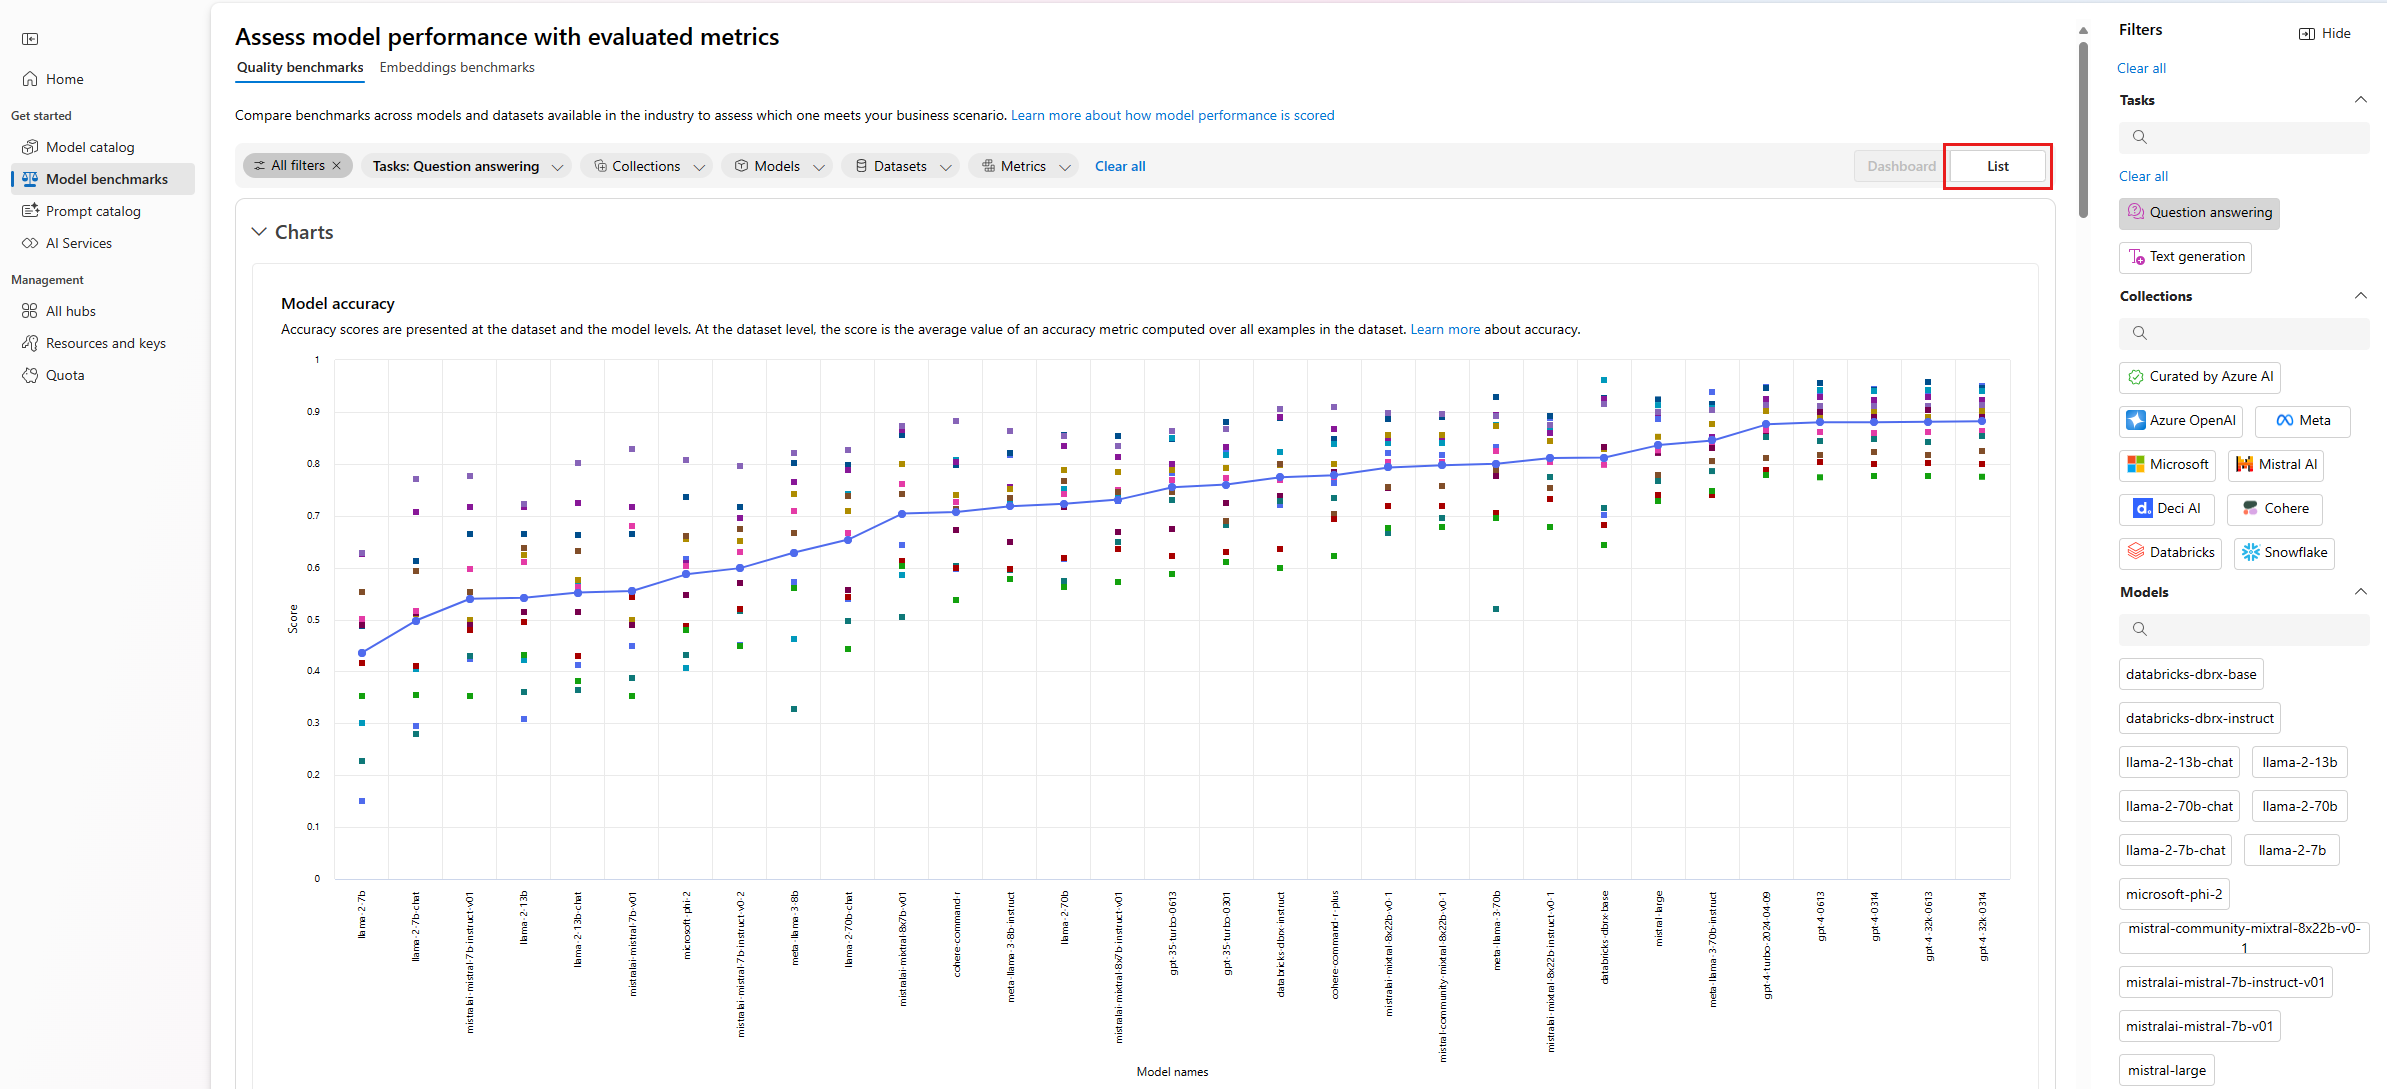 Home
Get started
Model catalog
Model benchmarks
Prompt catalog
AI Services
Management
All hubs
Resources and keys
Quota
Assess model performance with evaluated metrics
Quality benchmarks Embeddings benchmarks
Compare benchmarks across models and datasets available in the industry to assess which one meets your business scenario. Learn more about how model performance is scored
All filters Tasks: Question answering Collections Models Datasets Metrics Clear all Dashboard List
Charts
Model accuracy
Accuracy scores are presented at the dataset and the model levels. At the dataset level, the score is the average value of an accuracy metric computed over all examples in the dataset. Learn more about accuracy.
1
0.9
0.8
0.7
0.6
0.5
0.4
0.3
0.2
0.1
0
Score
llama-2-7b
llama-2-7b-chat
mistralai-mistral-7b-instruct-v01
llama-2-13b
llama-2-13b-chat
mistralai-mistral-7b-v01
microsoft-phi-2
mistralai-mistral-7b-instruct-v0-2
meta-llama-3-8b
llama-2-70b-chat
mistralai-mixtral-8x7b-v01
cohere-command-r
meta-llama-3-8b-instruct
llama-2-70b
mistralai-mixtral-8x7b-instruct-v01
gpt-35-turbo-0613
gpt-35-turbo-0301
databricks-dbrx-instruct
cohere-command-r-plus
mistralai-mixtral-8x22b-v0-1
mistral-community-mixtral-8x22b-v0-1
meta-llama-3-70b
mistralai-mixtral-8x22b-instruct-v0-1
databricks-dbrx-base
mistral-large
meta-llama-3-70b-instruct
gpt-4-turbo-2024-04-09
gpt-4-0613
gpt-4-0314
gpt-4-32k-0613
gpt-4-32k-0314
Model names
Filters Hide
Clear all
Tasks
Clear all
Question answering
Text generation
Collections
Curated by Azure AI
Azure OpenAI Meta
Microsoft Mistral AI
Deci AI Cohere
Databricks Snowflake
Models
databricks-dbrx-base
databricks-dbrx-instruct
llama-2-13b-chat llama-2-13b
llama-2-70b-chat llama-2-70b
llama-2-7b-chat llama-2-7b
microsoft-phi-2
mistral-community-mixtral-8x22b-v0-
1
mistralai-mistral-7b-instruct-v01
mistralai-mistral-7b-v01
mistral-large